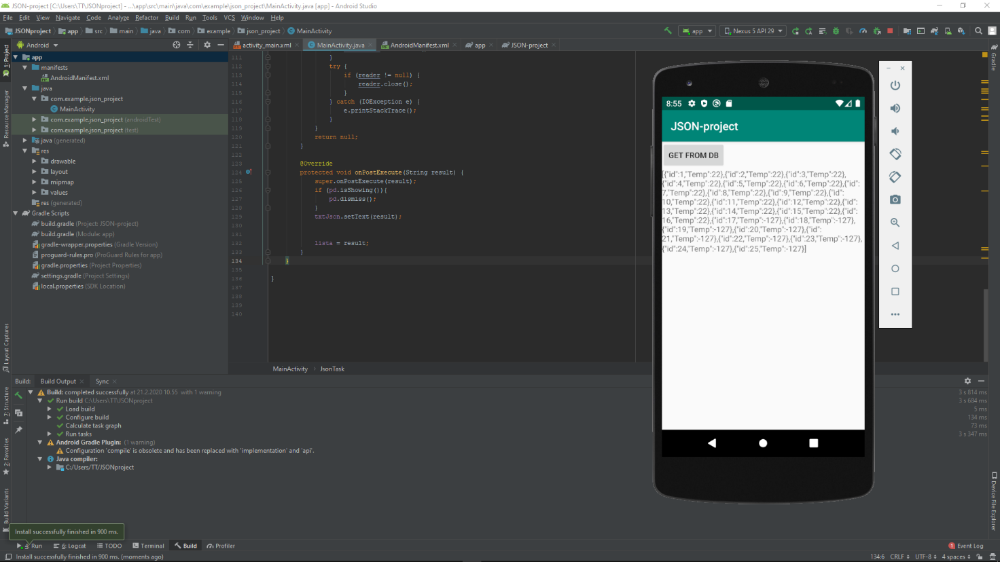 JSON-project [C:\Users\TT\JSONproject] - ...\app\src\main\java\com\example\json_project\MainActivity.java [app] - Android Studio
File Edit View Navigate Code Analyze Refactor Build Run Tools VCS Window Help
JSONproject app src main java com example json_project MainActivity
app Nexus 5 API 29
Android
activity_main.xml MainActivity.java AndroidManifest.xml app JSON-project
1: Project
Resource Manager
Layout Captures
Z: Structure
2: Favorites
Build Variants
Gradle
Device File Explorer
app
manifests
AndroidManifest.xml
java
com.example.json_project
MainActivity
com.example.json_project (androidTest)
com.example.json_project (test)
java (generated)
res
drawable
layout
mipmap
values
res (generated)
Gradle Scripts
build.gradle (Project: JSON-project)
build.gradle (Module: app)
gradle-wrapper.properties (Gradle Version)
proguard-rules.pro (ProGuard Rules for app)
gradle.properties (Project Properties)
settings.gradle (Project Settings)
local.properties (SDK Location)
111 }
112 try {
113 if (reader != null) {
114 reader.close();
115 }
116 } catch (IOException e) {
117 e.printStackTrace();
118 }
119 }
120 return null;
121 }
122
123 @Override
124 protected void onPostExecute(String result) {
125 super.onPostExecute(result);
126 if (pd.isShowing()){
127 pd.dismiss();
128 }
129 txtJson.setText(result);
130
131
132 lista = result;
133 }
134 }
135
136 }
137
138
139
140
MainActivity > JsonTask
8:55
JSON-project
GET FROM DB
[{"id":1,"Temp":22},{"id":2,"Temp":22},{"id":3,"Temp":22},
{"id":4,"Temp":22},{"id":5,"Temp":22},{"id":6,"Temp":22},{"id":
7,"Temp":22},{"id":8,"Temp":22},{"id":9,"Temp":22},{"id":
10,"Temp":22},{"id":11,"Temp":22},{"id":12,"Temp":22},{"id":
13,"Temp":22},{"id":14,"Temp":22},{"id":15,"Temp":22},{"id":
16,"Temp":22},{"id":17,"Temp":-127},{"id":18,"Temp":-127},
{"id":19,"Temp":-127},{"id":20,"Temp":-127},{"id":
21,"Temp":-127},{"id":22,"Temp":-127},{"id":23,"Temp":-127},
{"id":24,"Temp":-127},{"id":25,"Temp":-127}]
Build: Build Output Sync
Build: completed successfully at 21.2.2020 10.55 with 1 warning 3 s 814 ms
Run build C:\Users\TT\JSONproject 3 s 684 ms
Load build 5 ms
Configure build 134 ms
Calculate task graph 73 ms
Run tasks 3 s 347 ms
Android Gradle Plugin: (1 warning)
Configuration 'compile' is obsolete and has been replaced with 'implementation' and 'api'.
Java compiler:
C:/Users/TT/JSONproject
Install successfully finished in 900 ms.
4: Run 6: Logcat TODO Terminal Build Profiler 1 Event Log
Install successfully finished in 900 ms. (moments ago) 134:6 CRLF UTF-8 4 spaces